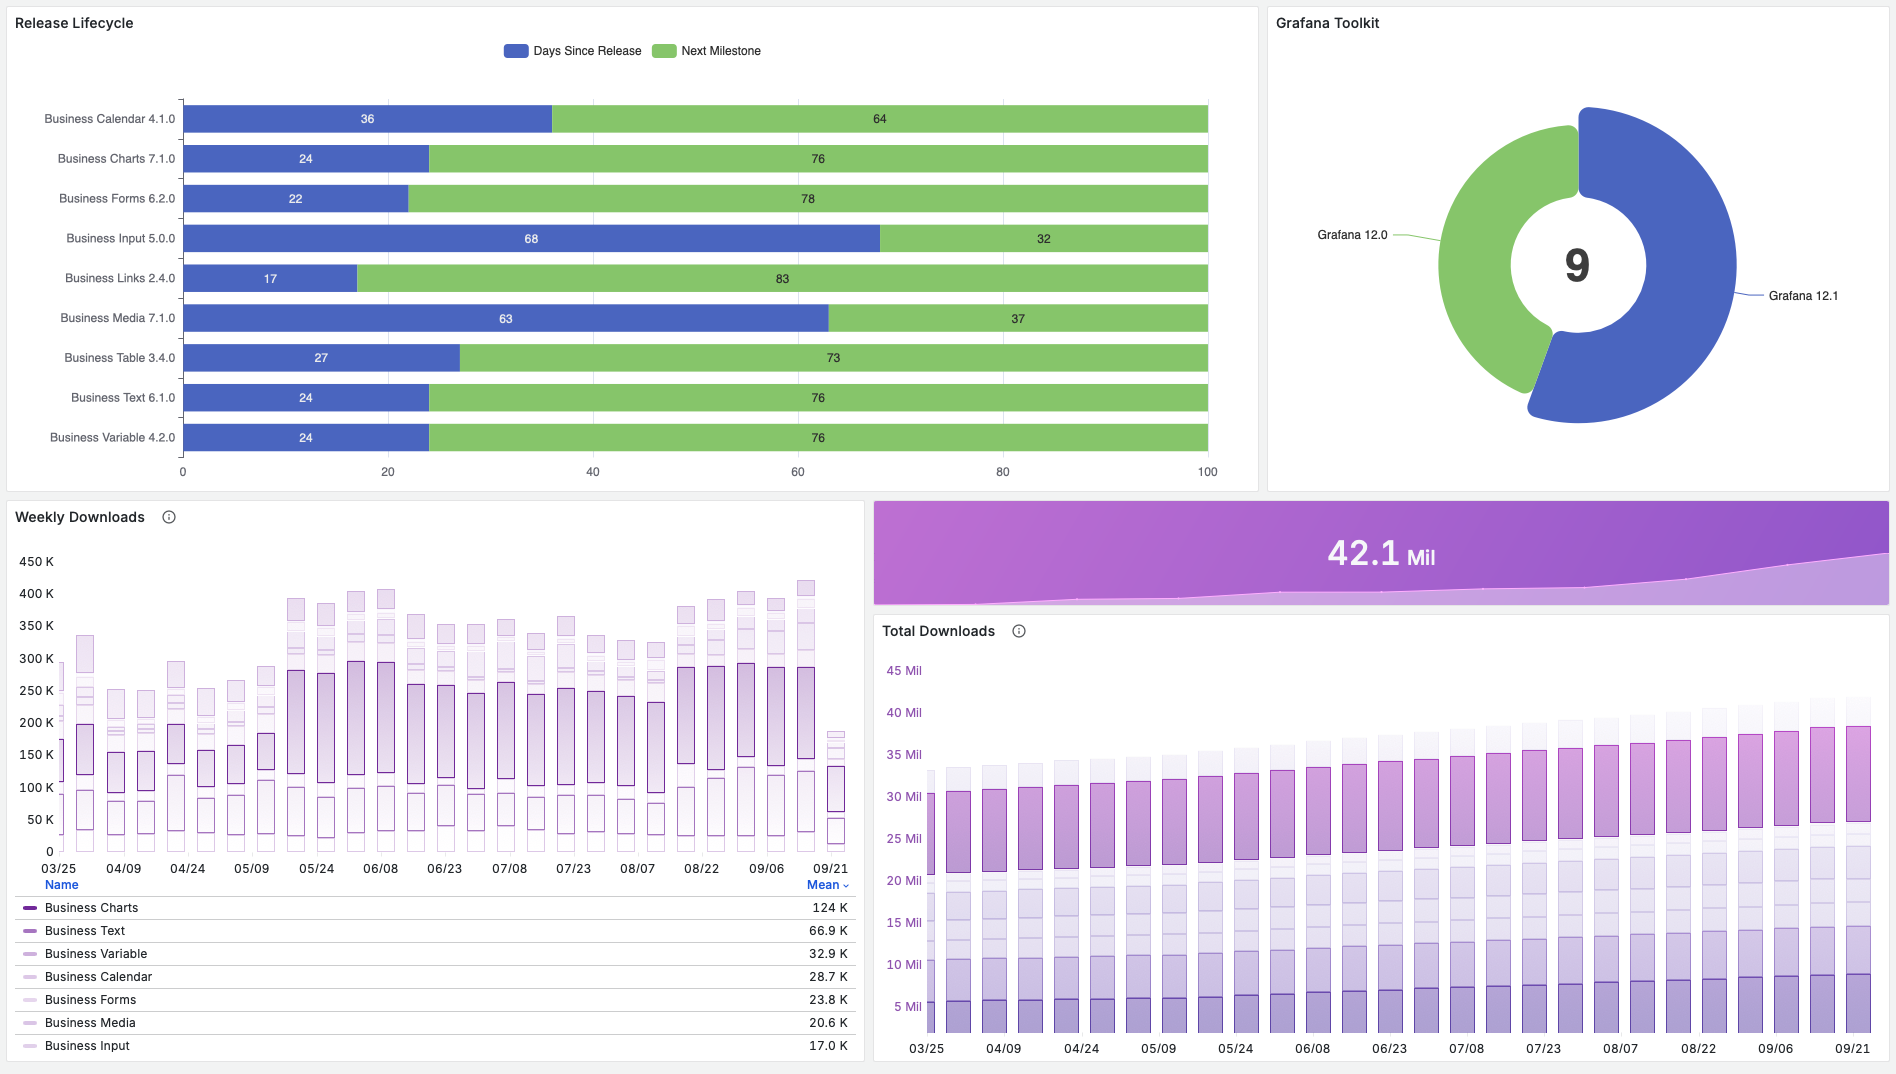 Release Lifecycle
Days Since Release Next Milestone
Business Calendar 4.1.0 36 64
Business Charts 7.1.0 24 76
Business Forms 6.2.0 22 78
Business Input 5.0.0 68 32
Business Links 2.4.0 17 83
Business Media 7.1.0 63 37
Business Table 3.4.0 27 73
Business Text 6.1.0 24 76
Business Variable 4.2.0 24 76
0 20 40 60 80 100
Grafana Toolkit
Grafana 12.0
9
Grafana 12.1
Weekly Downloads
450 K
400 K
350 K
300 K
250 K
200 K
150 K
100 K
50 K
0
03/25 04/09 04/24 05/09 05/24 06/08 06/23 07/08 07/23 08/07 08/22 09/06 09/21
Name Mean
Business Charts 124 K
Business Text 66.9 K
Business Variable 32.9 K
Business Calendar 28.7 K
Business Forms 23.8 K
Business Media 20.6 K
Business Input 17.0 K
42.1 Mil
Total Downloads
45 Mil
40 Mil
35 Mil
30 Mil
25 Mil
20 Mil
15 Mil
10 Mil
5 Mil
03/25 04/09 04/24 05/09 05/24 06/08 06/23 07/08 07/23 08/07 08/22 09/06 09/21